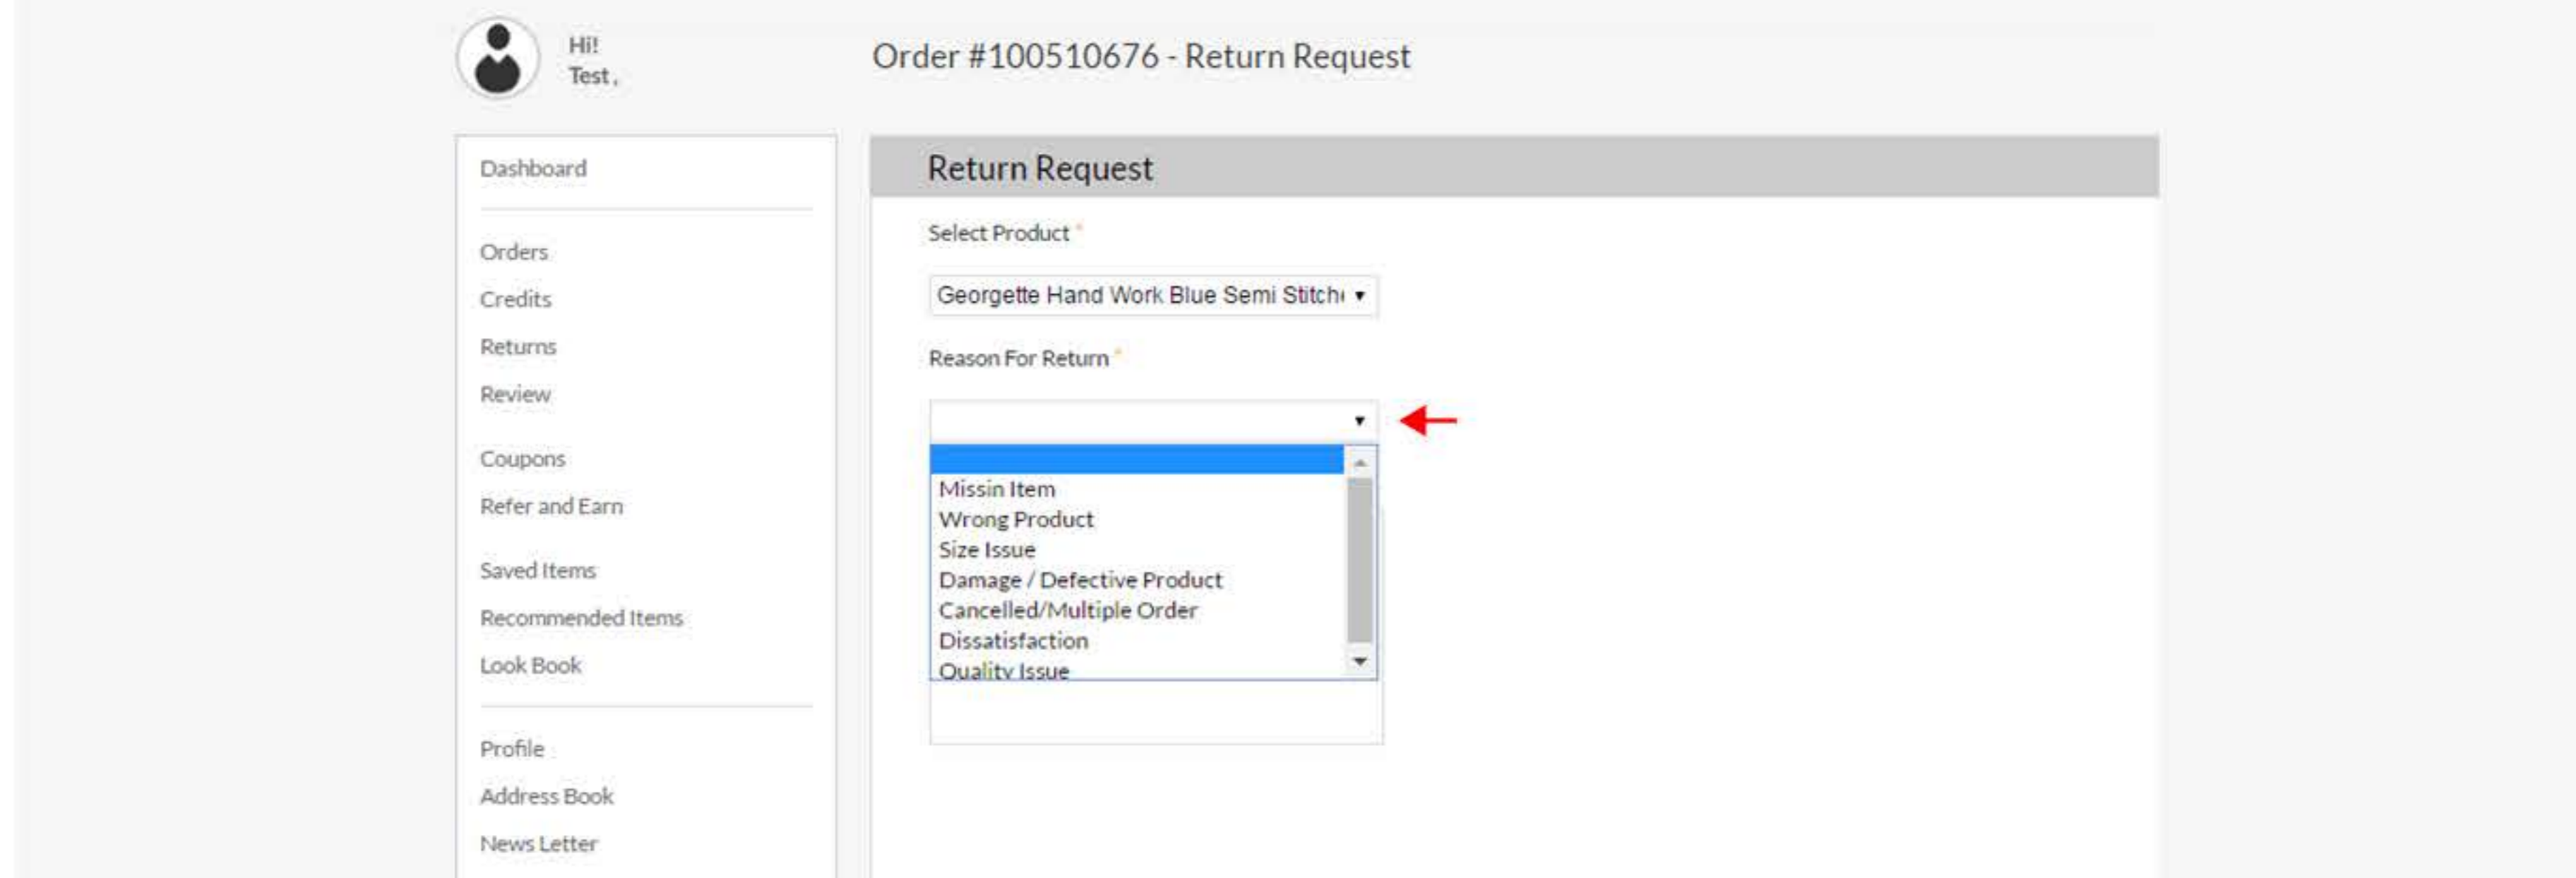 Hi!
Test ,
Order #100510676 - Return Request
Dashboard
Orders
Credits
Returns
Review
Coupons
Refer and Earn
Saved Items
Recommended Items
Look Book
Profile
Address Book
News Letter
Return Request
Select Product *
Georgette Hand Work Blue Semi Stitch
Reason For Return *
Missin Item
Wrong Product
Size Issue
Damage / Defective Product
Cancelled/Multiple Order
Dissatisfaction
Quality Issue